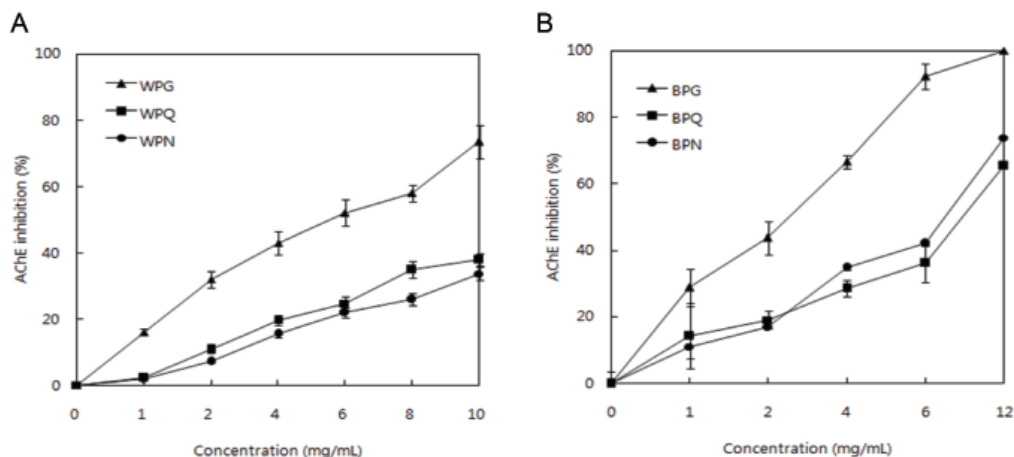 A
100
80
60
40
20
0
AChE inhibition (%)
WPG
WPQ
WPN
0 1 2 4 6 8 10
Concentration (mg/mL)
B
100
80
60
40
20
0
AChE inhibition (%)
BPG
BPQ
BPN
0 1 2 4 6 12
Concentration (mg/mL)